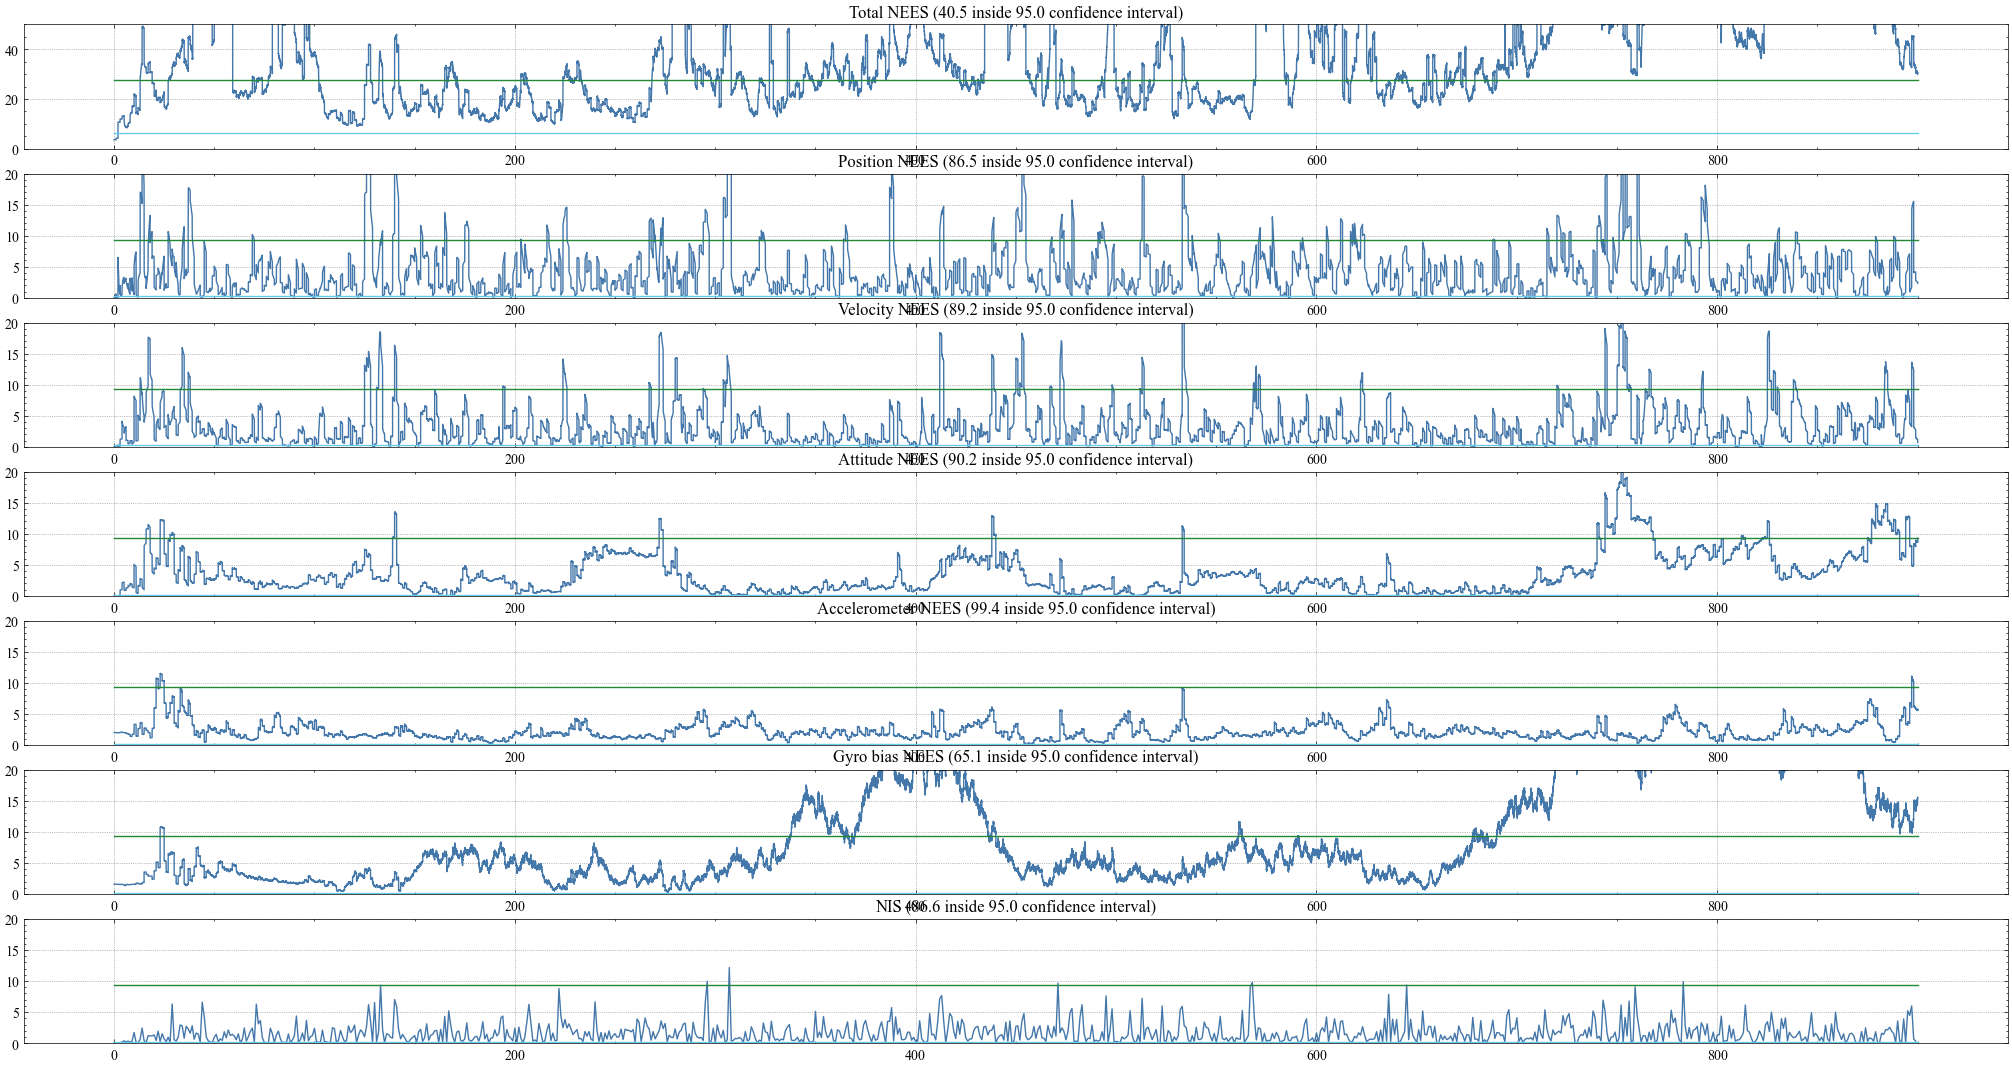 Total NEES (40.5 inside 95.0 confidence interval)
40
20
0
0 200 400 600 800
Position NEES (86.5 inside 95.0 confidence interval)
20
15
10
5
0
0 200 400 600 800
Velocity NEES (89.2 inside 95.0 confidence interval)
20
15
10
5
0
0 200 400 600 800
Attitude NEES (90.2 inside 95.0 confidence interval)
20
15
10
5
0
0 200 400 600 800
Accelerometer NEES (99.4 inside 95.0 confidence interval)
20
15
10
5
0
0 200 400 600 800
Gyro bias NEES (65.1 inside 95.0 confidence interval)
20
15
10
5
0
0 200 400 600 800
NIS (86.6 inside 95.0 confidence interval)
20
15
10
5
0
0 200 400 600 800